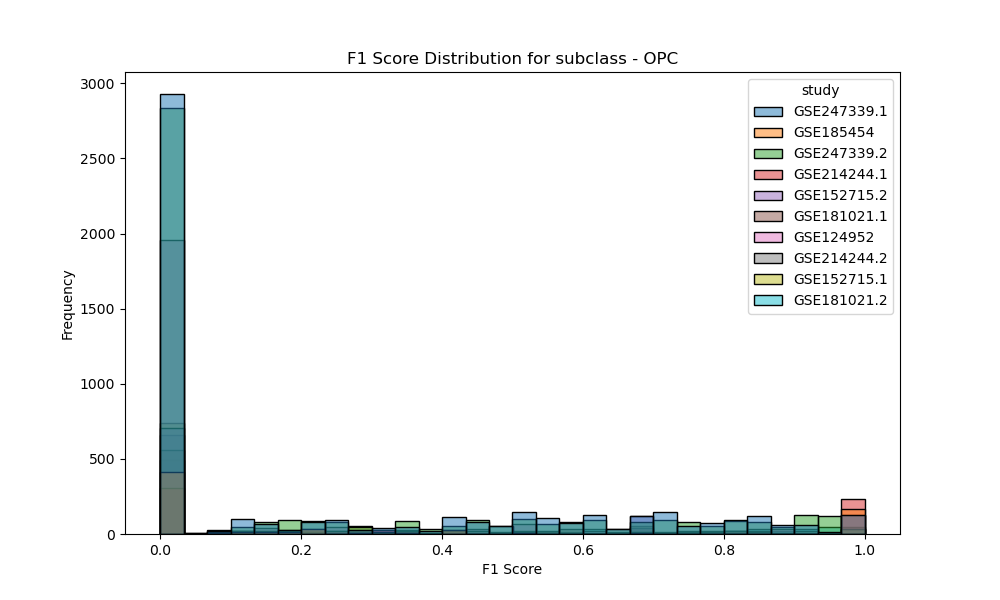 F1 Score Distribution for subclass - OPC
Frequency
3000
2500
2000
1500
1000
500
0
0.0
0.2
0.4
0.6
0.8
1.0
F1 Score
study
GSE247339.1
GSE185454
GSE247339.2
GSE214244.1
GSE152715.2
GSE181021.1
GSE124952
GSE214244.2
GSE152715.1
GSE181021.2